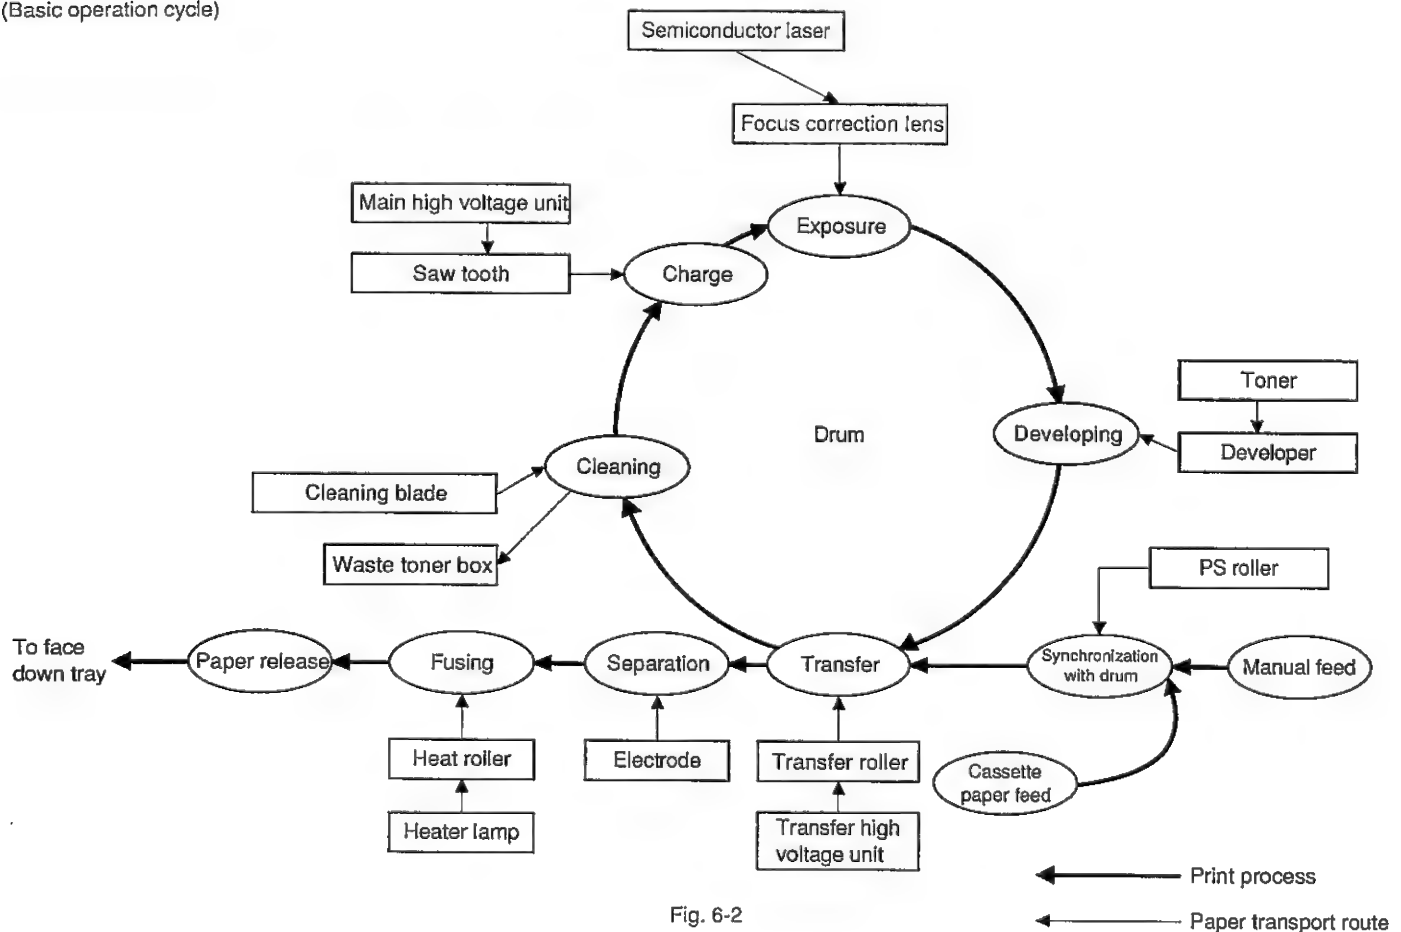 (Basic operation cycle)
Semiconductor laser
Focus correction lens
Main high voltage unit
Exposure
Saw tooth
Charge
Toner
Drum
Developing
Developer
Cleaning
Cleaning blade
Waste toner box
PS roller
To face
down tray
Paper release
Fusing
Separation
Transfer
Synchronization
with drum
Manual feed
Heat roller
Electrode
Transfer roller
Cassette
paper feed
Heater lamp
Transfer high
voltage unit
Print process
Fig. 6-2
Paper transport route